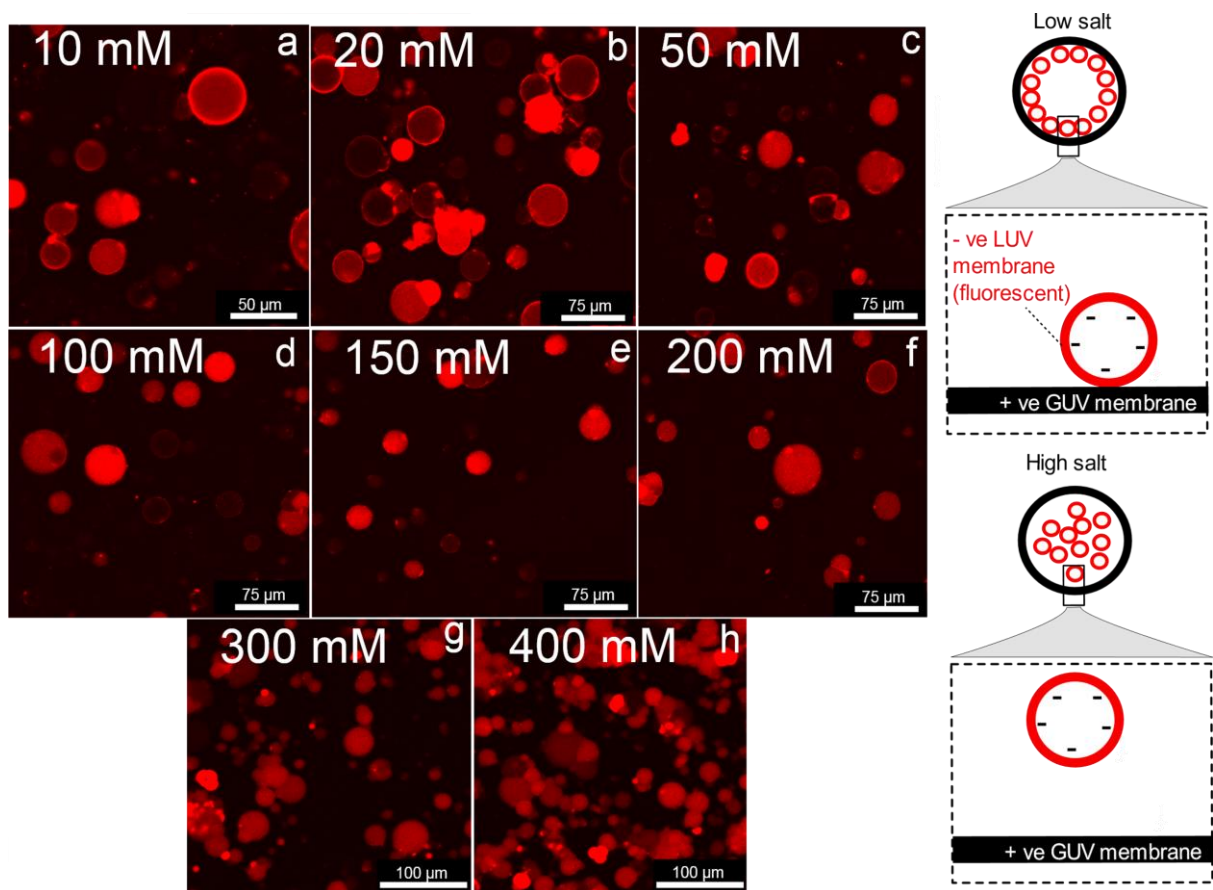 10 mM
a
50 µm
20 mM
b
75 µm
50 mM
c
75 µm
100 mM
d
75 µm
150 mM
e
75 µm
200 mM
f
75 µm
300 mM
g
100 µm
400 mM
h
100 µm
Low salt
- ve LUV
membrane
(fluorescent)
- - - - -
+ ve GUV membrane
High salt
- - - - -
+ ve GUV membrane